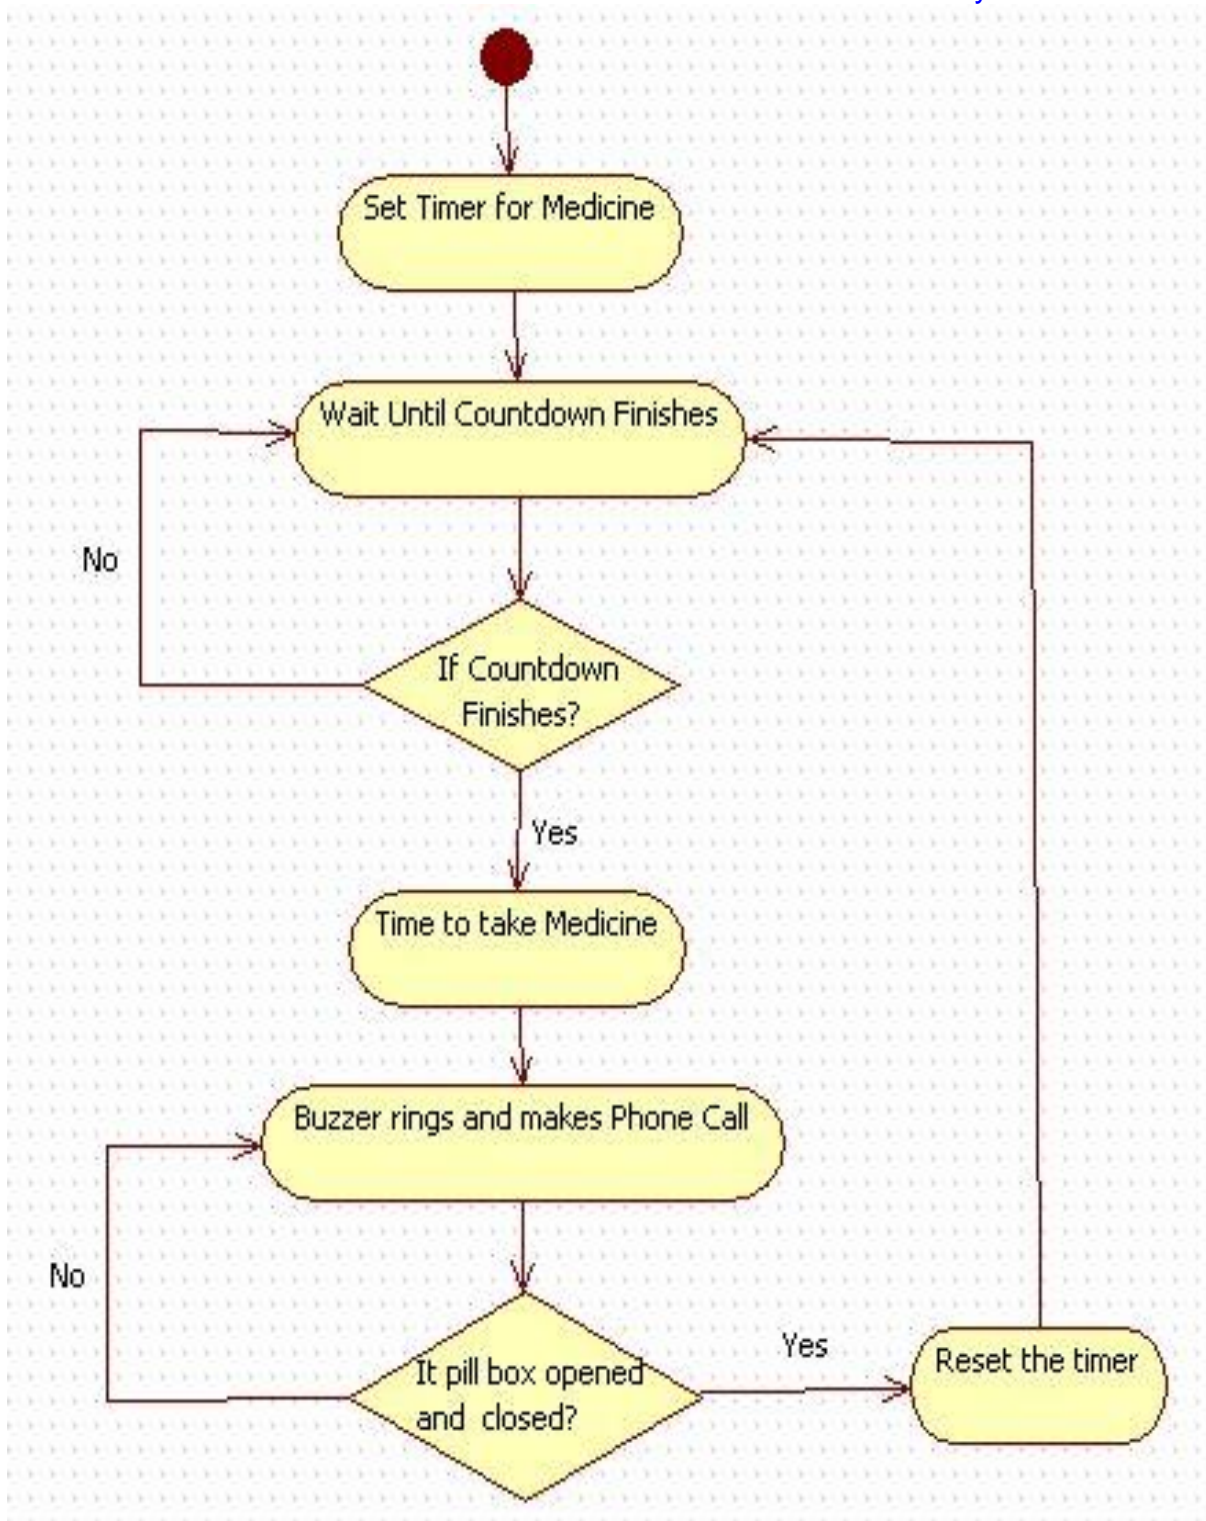 Set Timer for Medicine
Wait Until Countdown Finishes
No
If Countdown
Finishes?
Yes
Time to take Medicine
Buzzer rings and makes Phone Call
No
It pill box opened
and closed?
Yes
Reset the timer